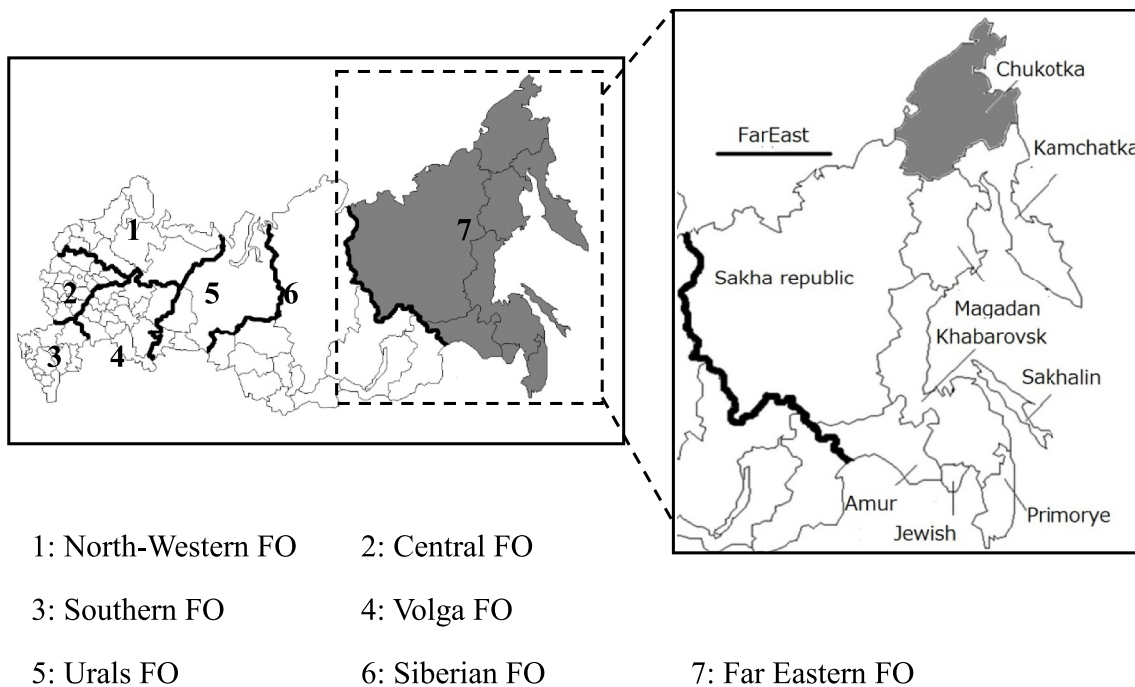 1
2
3
4
5
6
7
Chukotka
FarEast
Kamchatka
Sakha republic
Magadan
Khabarovsk
Sakhalin
Amur
Jewish
Primorye
1: North-Western FO
2: Central FO
3: Southern FO
4: Volga FO
5: Urals FO
6: Siberian FO
7: Far Eastern FO